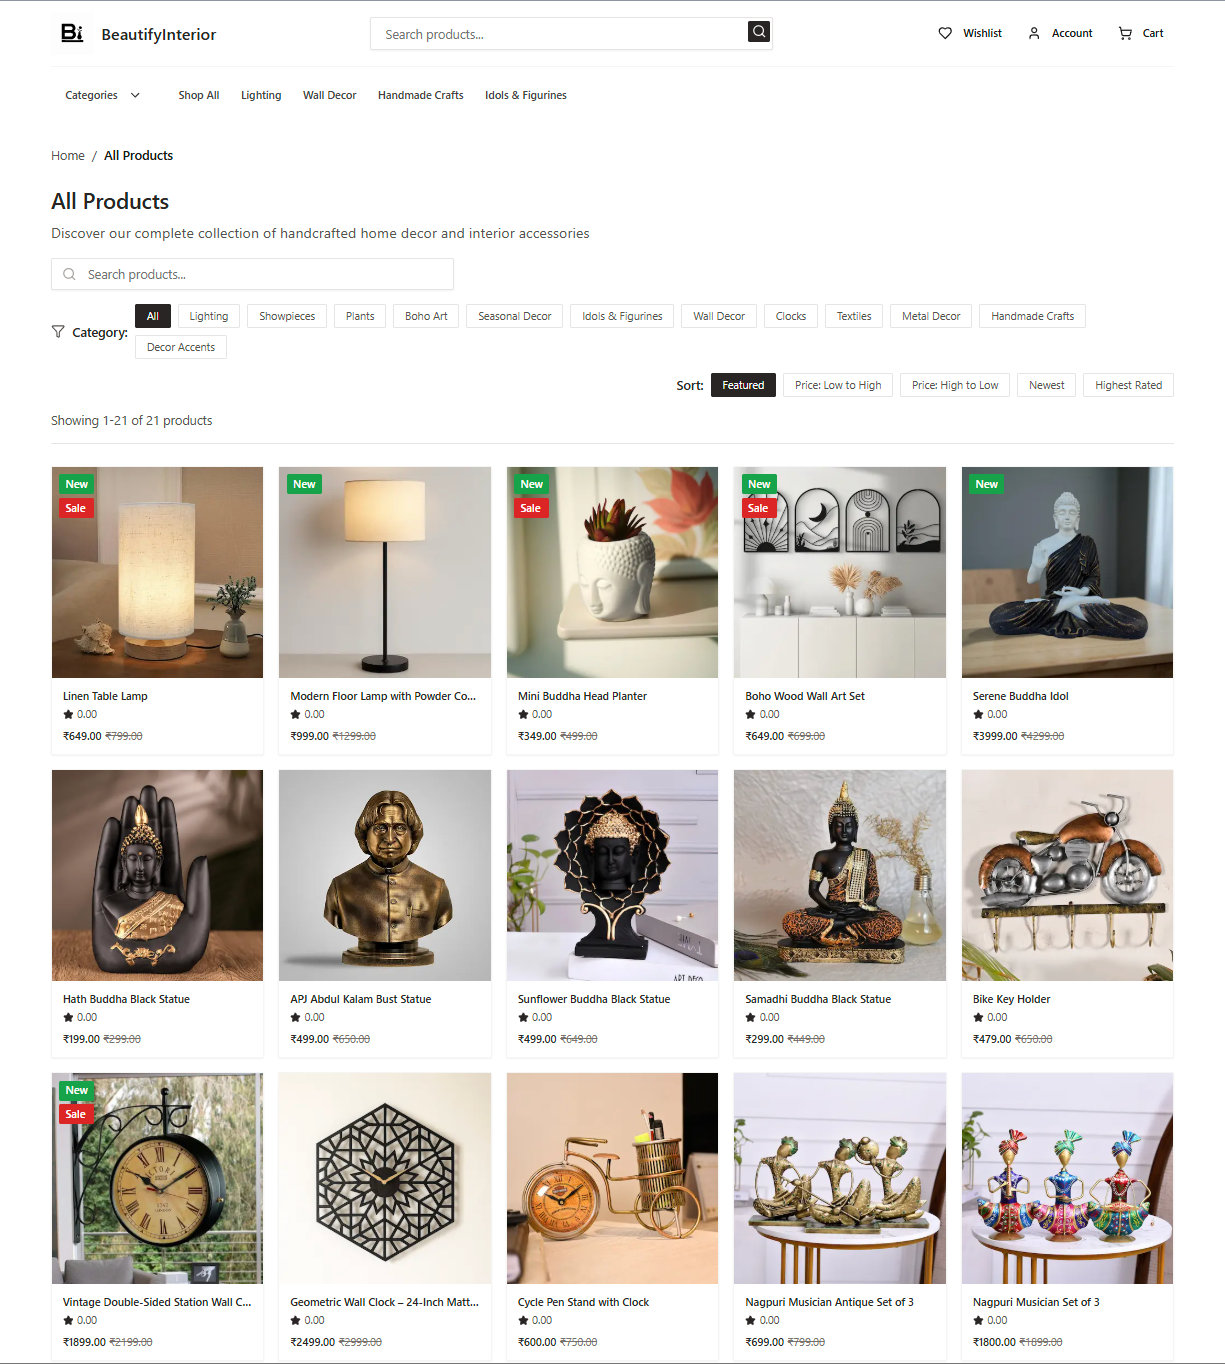 Bi BeautifyInterior Search products... Wishlist Account Cart
Categories Shop All Lighting Wall Decor Handmade Crafts Idols & Figurines
Home / All Products
All Products
Discover our complete collection of handcrafted home decor and interior accessories
Search products...
Category: All Lighting Showpieces Plants Boho Art Seasonal Decor Idols & Figurines Wall Decor Clocks Textiles Metal Decor Handmade Crafts
Decor Accents
Sort: Featured Price: Low to High Price: High to Low Newest Highest Rated
Showing 1-21 of 21 products
New New New New New
Sale Sale Sale
Linen Table Lamp Modern Floor Lamp with Powder Co... Mini Buddha Head Planter Boho Wood Wall Art Set Serene Buddha Idol
0.00 0.00 0.00 0.00 0.00
₹649.00 ₹799.00 ₹999.00 ₹1299.00 ₹349.00 ₹499.00 ₹649.00 ₹699.00 ₹3999.00 ₹4299.00
Hath Buddha Black Statue APJ Abdul Kalam Bust Statue Sunflower Buddha Black Statue Samadhi Buddha Black Statue Bike Key Holder
0.00 0.00 0.00 0.00 0.00
₹199.00 ₹299.00 ₹499.00 ₹650.00 ₹499.00 ₹649.00 ₹299.00 ₹449.00 ₹479.00 ₹650.00
New
Sale
Vintage Double-Sided Station Wall C... Geometric Wall Clock – 24-Inch Matt... Cycle Pen Stand with Clock Nagpuri Musician Antique Set of 3 Nagpuri Musician Set of 3
0.00 0.00 0.00 0.00 0.00
₹1899.00 ₹2199.00 ₹2499.00 ₹2999.00 ₹600.00 ₹750.00 ₹699.00 ₹799.00 ₹1800.00 ₹1899.00